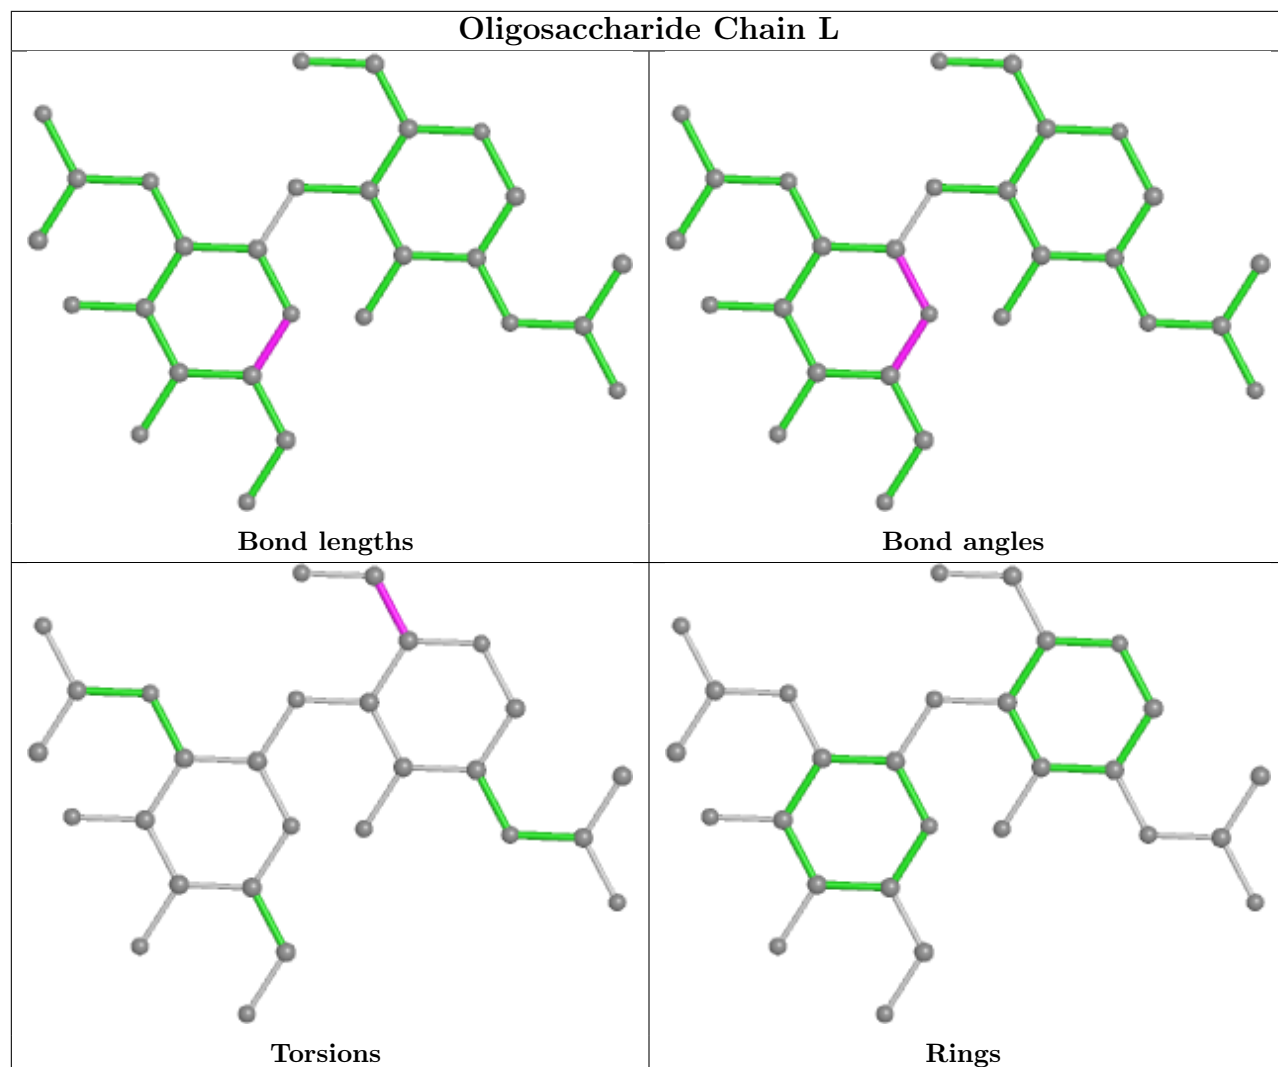 Oligosaccharide Chain L
Bond lengths
Bond angles
Torsions
Rings